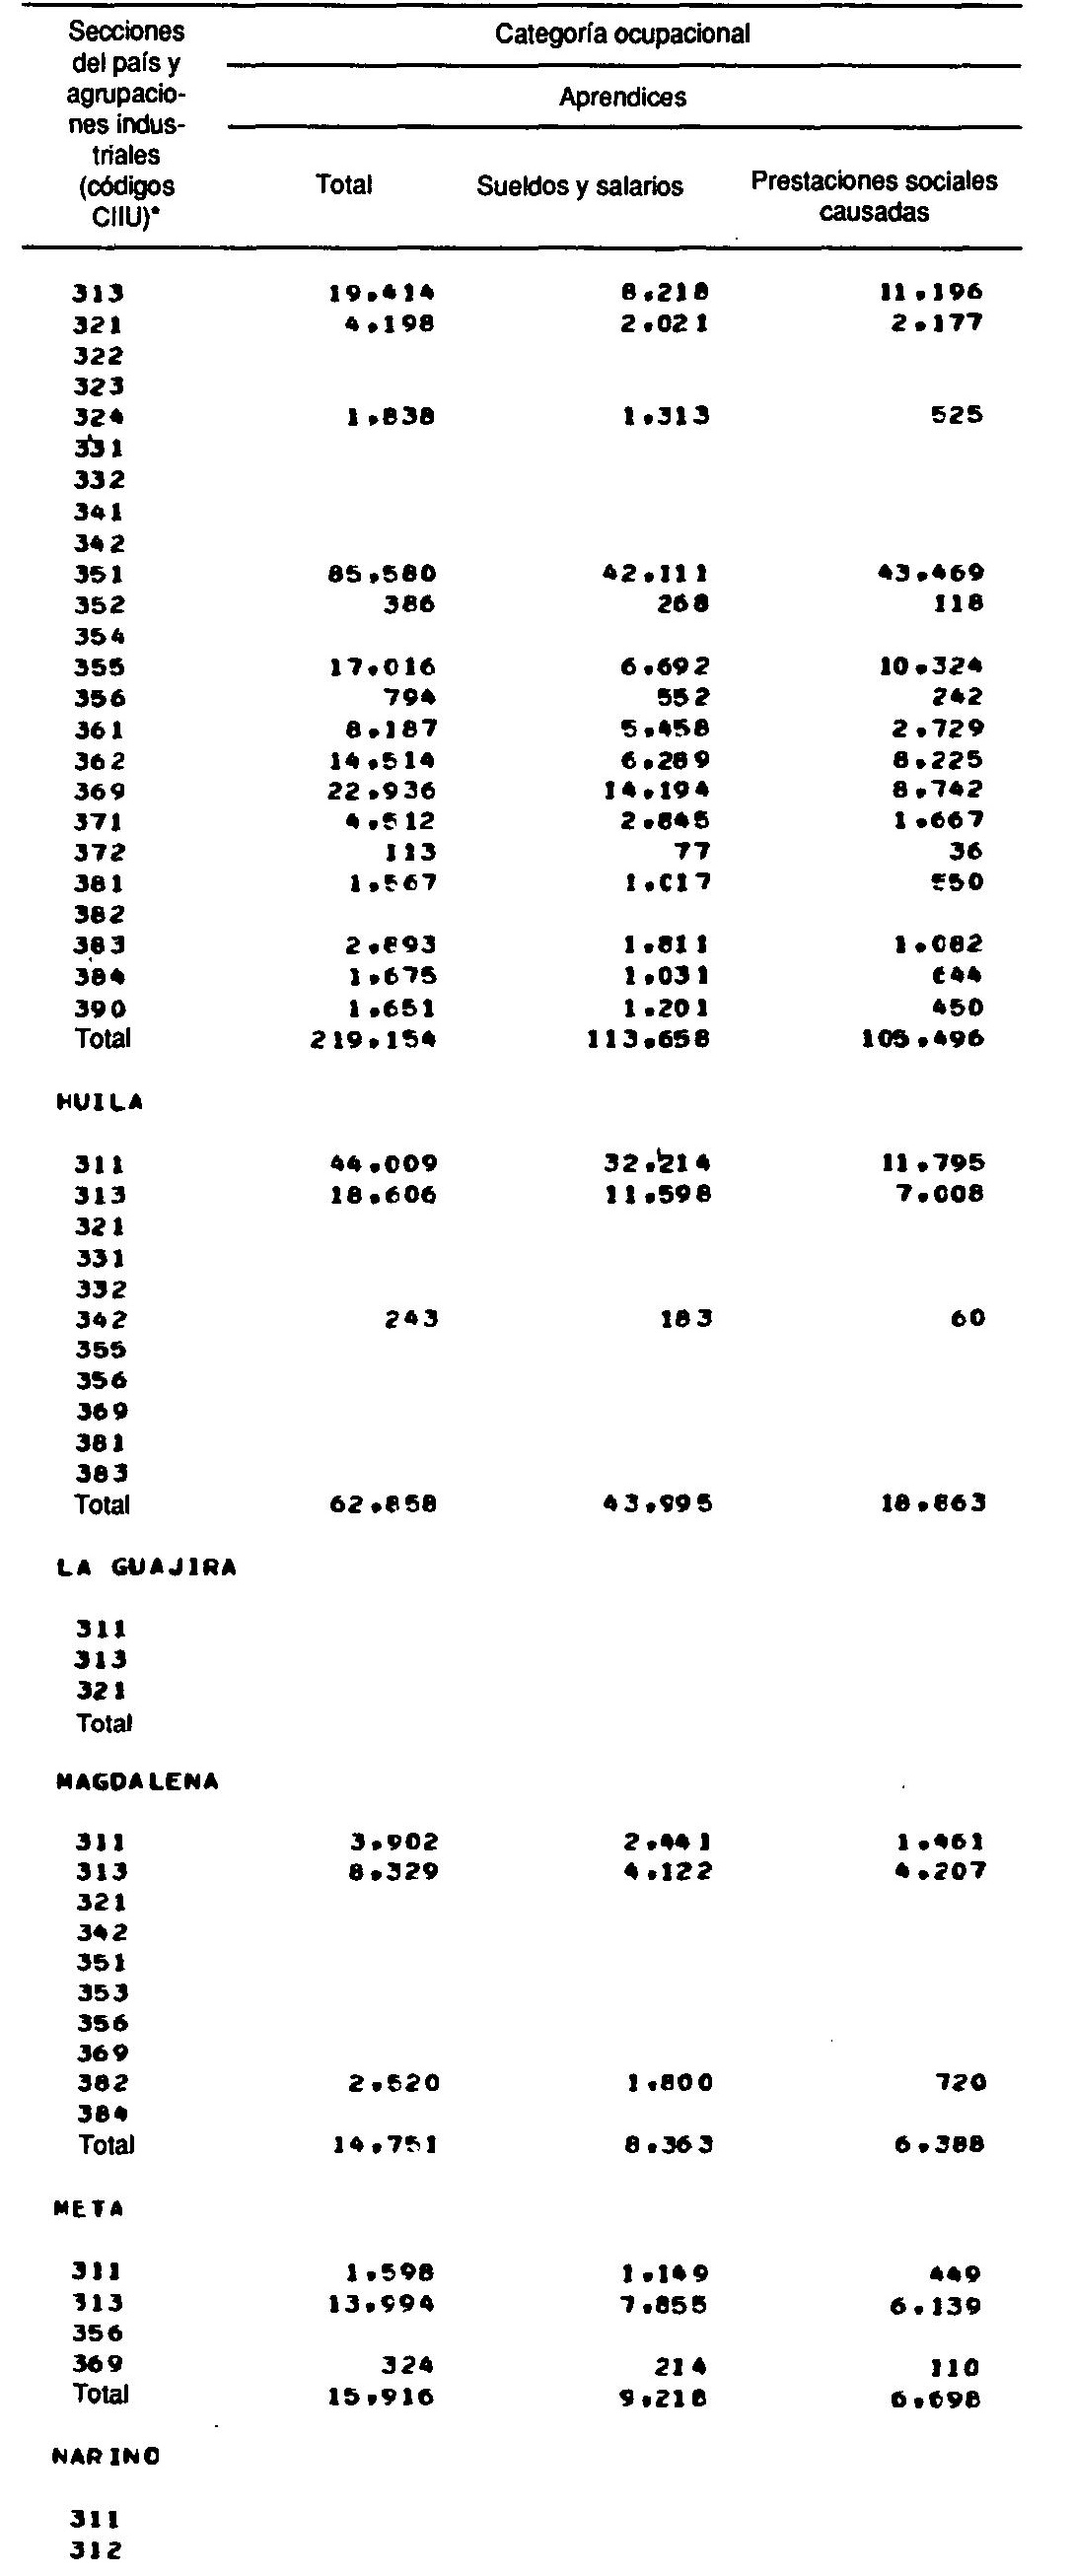 Secciones del país y agrupacio- nes indus- triales (códigos CIIU)* Categoría ocupacional
Aprendices
Total Sueldos y salarios Prestaciones sociales causadas
313 19.414 8.218 11.196
321 4.198 2.021 2.177
322
323
324 1.838 1.313 525
331
332
341
342
351 85.580 42.111 43.469
352 386 268 118
354
355 17.016 6.692 10.324
356 794 552 242
361 8.187 5.458 2.729
362 14.514 6.289 8.225
369 22.936 14.194 8.742
371 4.512 2.845 1.667
372 113 77 36
381 1.567 1.017 550
382
383 2.893 1.811 1.082
384 1.675 1.031 644
390 1.651 1.201 450
Total 219.154 113.658 105.496
HUILA
311 44.009 32.214 11.795
313 18.606 11.598 7.008
321
331
332
342 243 183 60
355
356
369
381
383
Total 62.858 43.995 18.863
LA GUAJIRA
311
313
321
Total
MAGDALENA
311 3.902 2.441 1.461
313 8.329 4.122 4.207
321
342
351
353
356
369
382 2.520 1.800 720
384
Total 14.751 8.363 6.388
META
311 1.598 1.149 449
313 13.994 7.855 6.139
356
369 324 214 110
Total 15.916 9.218 6.698
NARINO
311
312